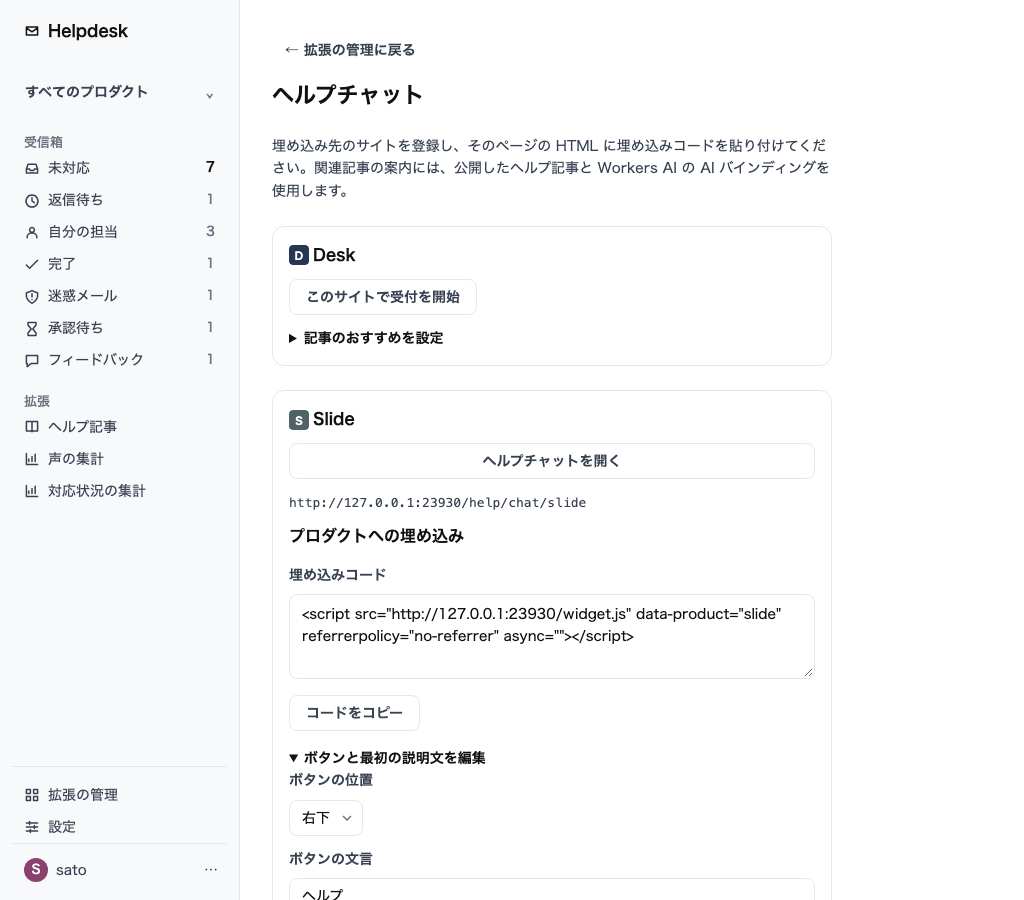 Helpdesk
すべてのプロダクト
受信箱
未対応 7
返信待ち 1
自分の担当 3
完了 1
迷惑メール 1
承認待ち 1
フィードバック 1
拡張
ヘルプ記事
声の集計
対応状況の集計
拡張の管理
設定
S sato ...
← 拡張の管理に戻る
ヘルプチャット
埋め込み先のサイトを登録し、そのページの HTML に埋め込みコードを貼り付けてくだ
さい。関連記事の案内には、公開したヘルプ記事と Workers AI の AI バインディングを
使用します。
D Desk
このサイトで受付を開始
▶ 記事のおすすめを設定
S Slide
ヘルプチャットを開く
http://127.0.0.1:23930/help/chat/slide
プロダクトへの埋め込み
埋め込みコード
<script src="http://127.0.0.1:23930/widget.js" data-product="slide"
referrerpolicy="no-referrer" async=""></script>
コードをコピー
▼ ボタンと最初の説明文を編集
ボタンの位置
右下
ボタンの文言
ヘルプ